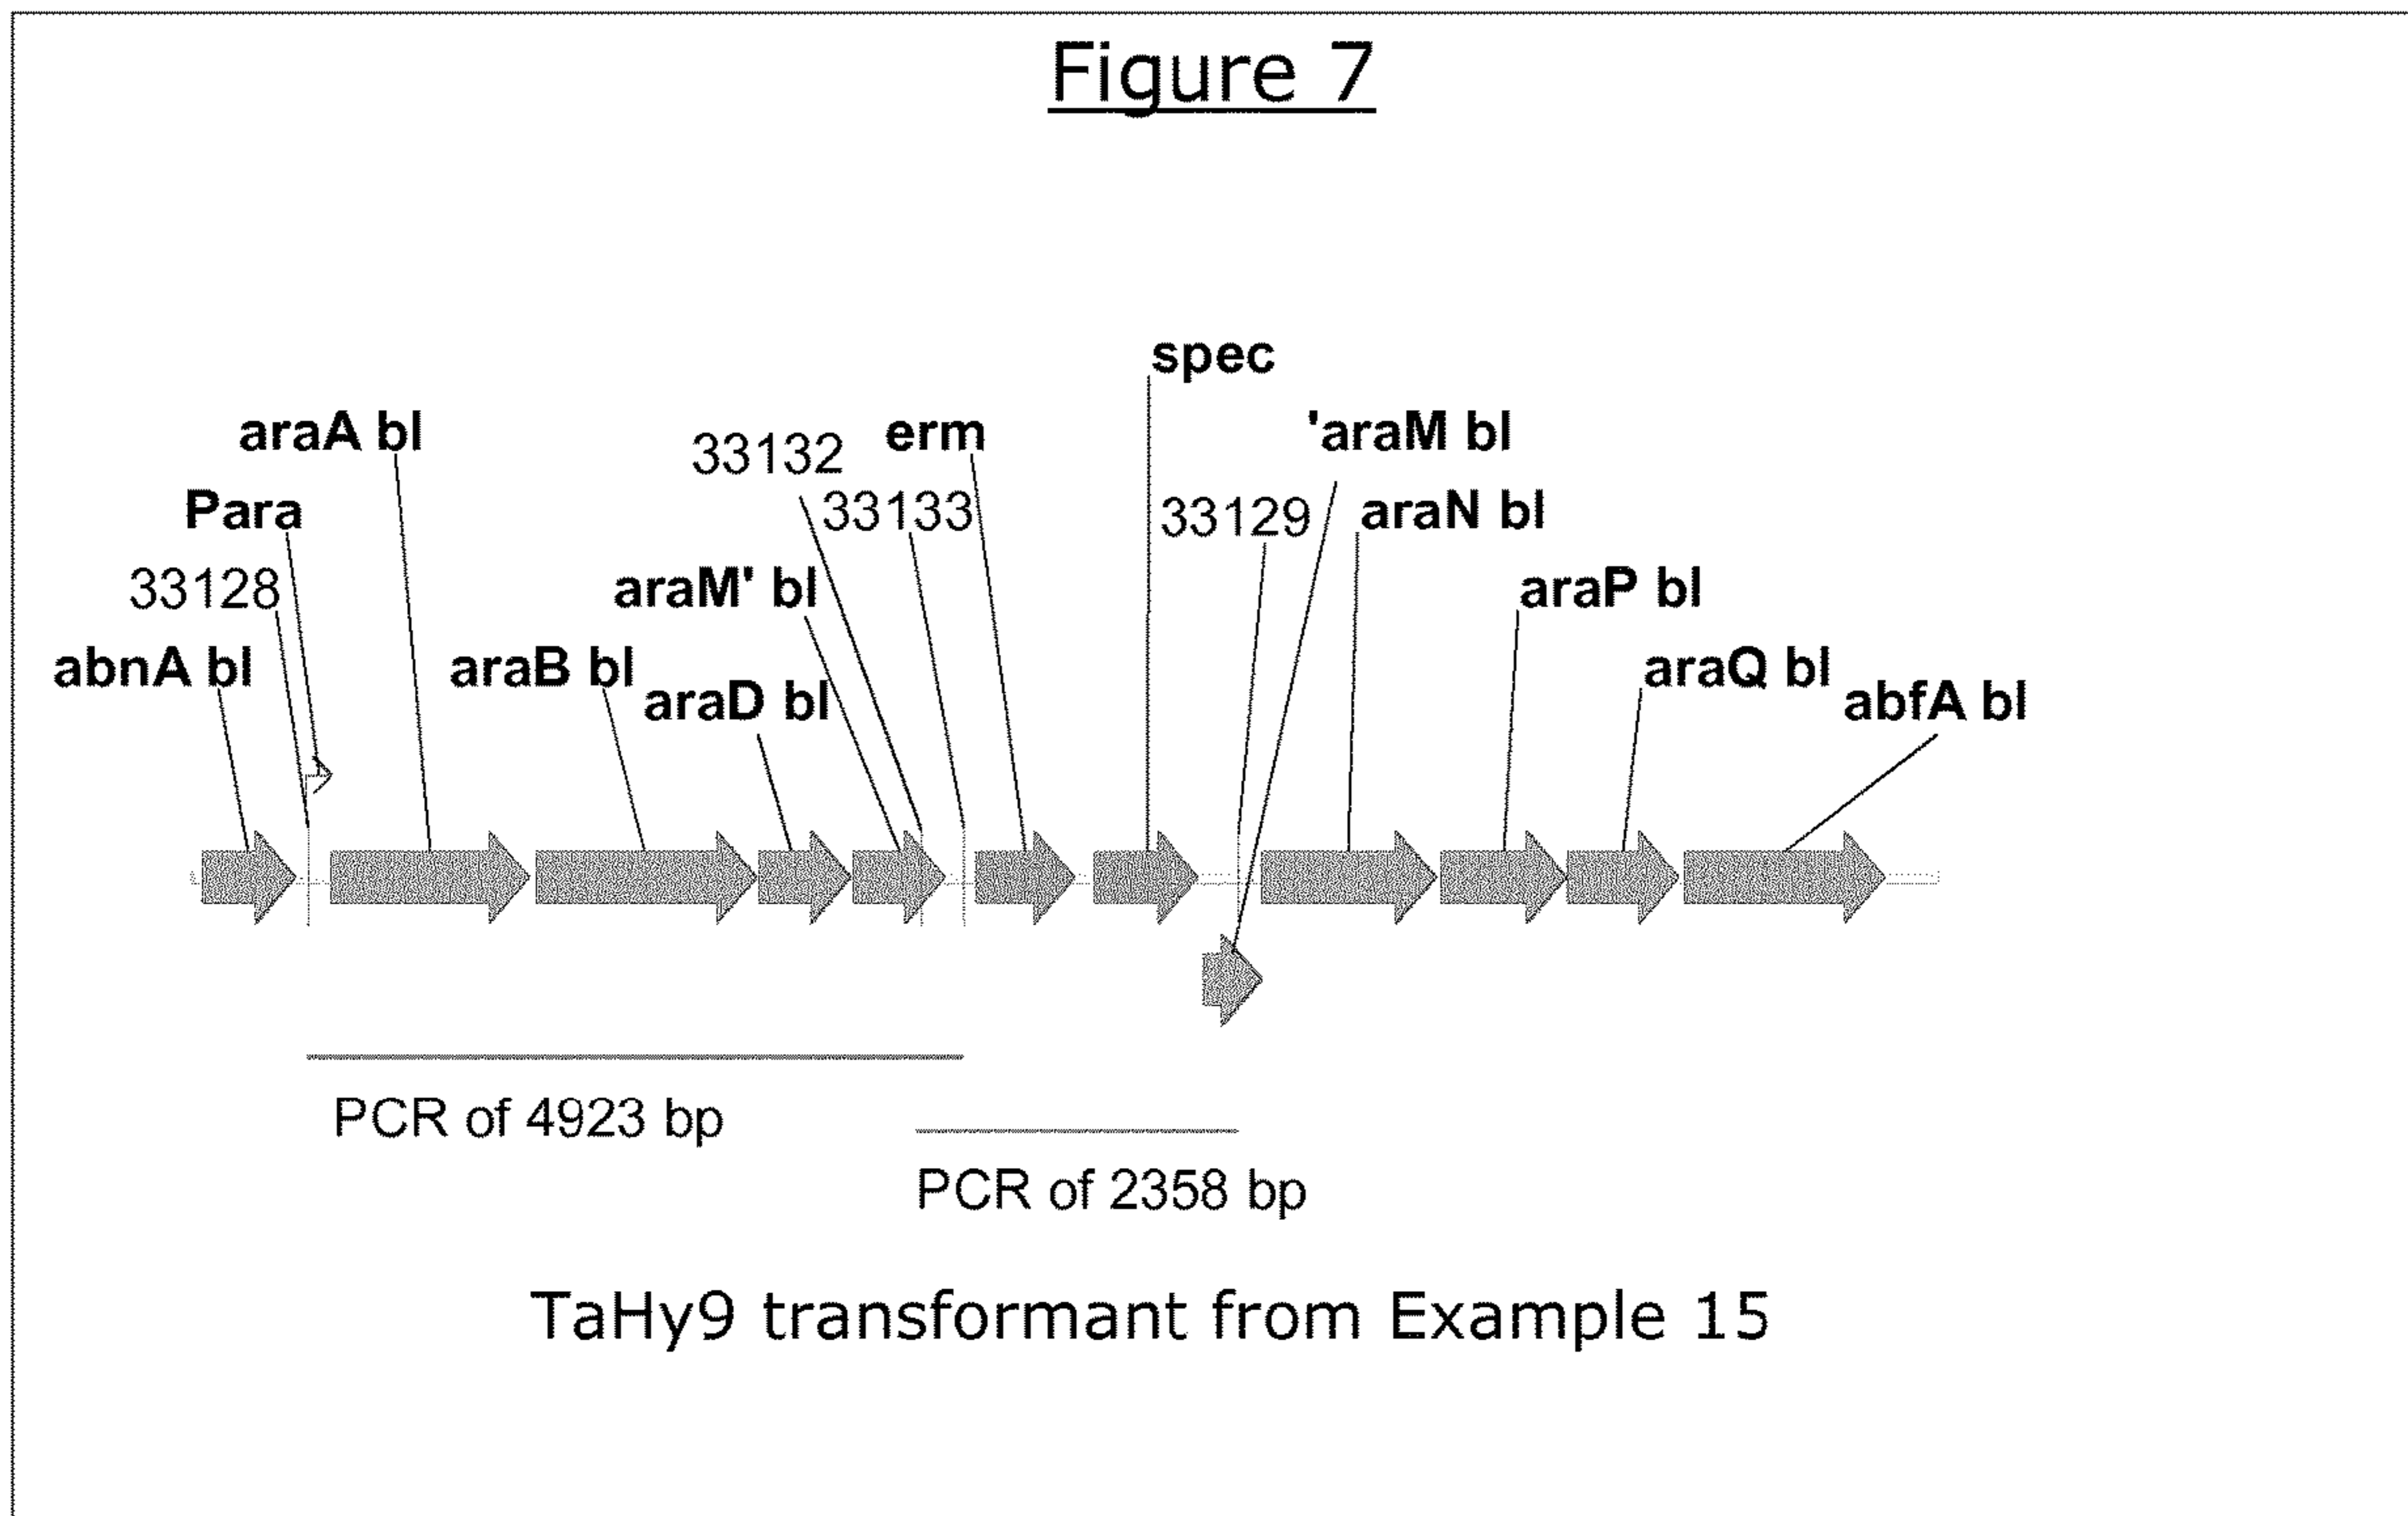 Figure 7
spec
araA bl
33132
erm
'araM bl
Para
33133
33129
araN bl
33128
araM' bl
araP bl
abnA bl
araB bl
araD bl
araQ bl
abfA bl
PCR of 4923 bp
PCR of 2358 bp
TaHy9 transformant from Example 15